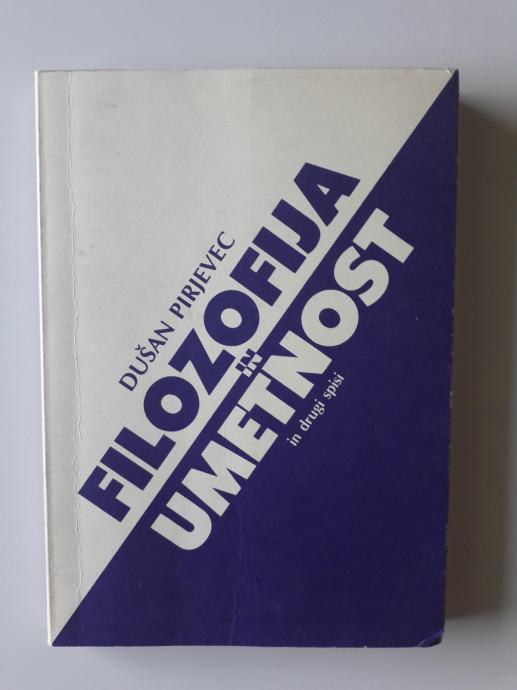 DUŠAN PIRJEVEC
FILOZOFIJA
IN
UMETNOST
in drugi spisi